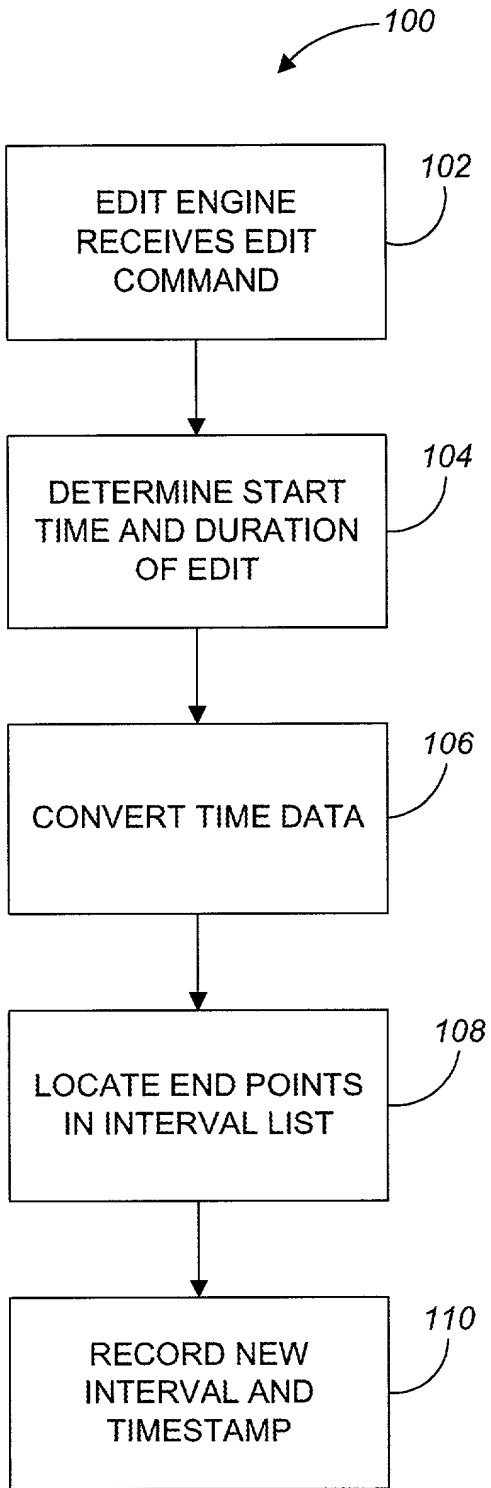 100
102
EDIT ENGINE
RECEIVES EDIT
COMMAND
104
DETERMINE START
TIME AND DURATION
OF EDIT
106
CONVERT TIME DATA
108
LOCATE END POINTS
IN INTERVAL LIST
110
RECORD NEW
INTERVAL AND
TIMESTAMP